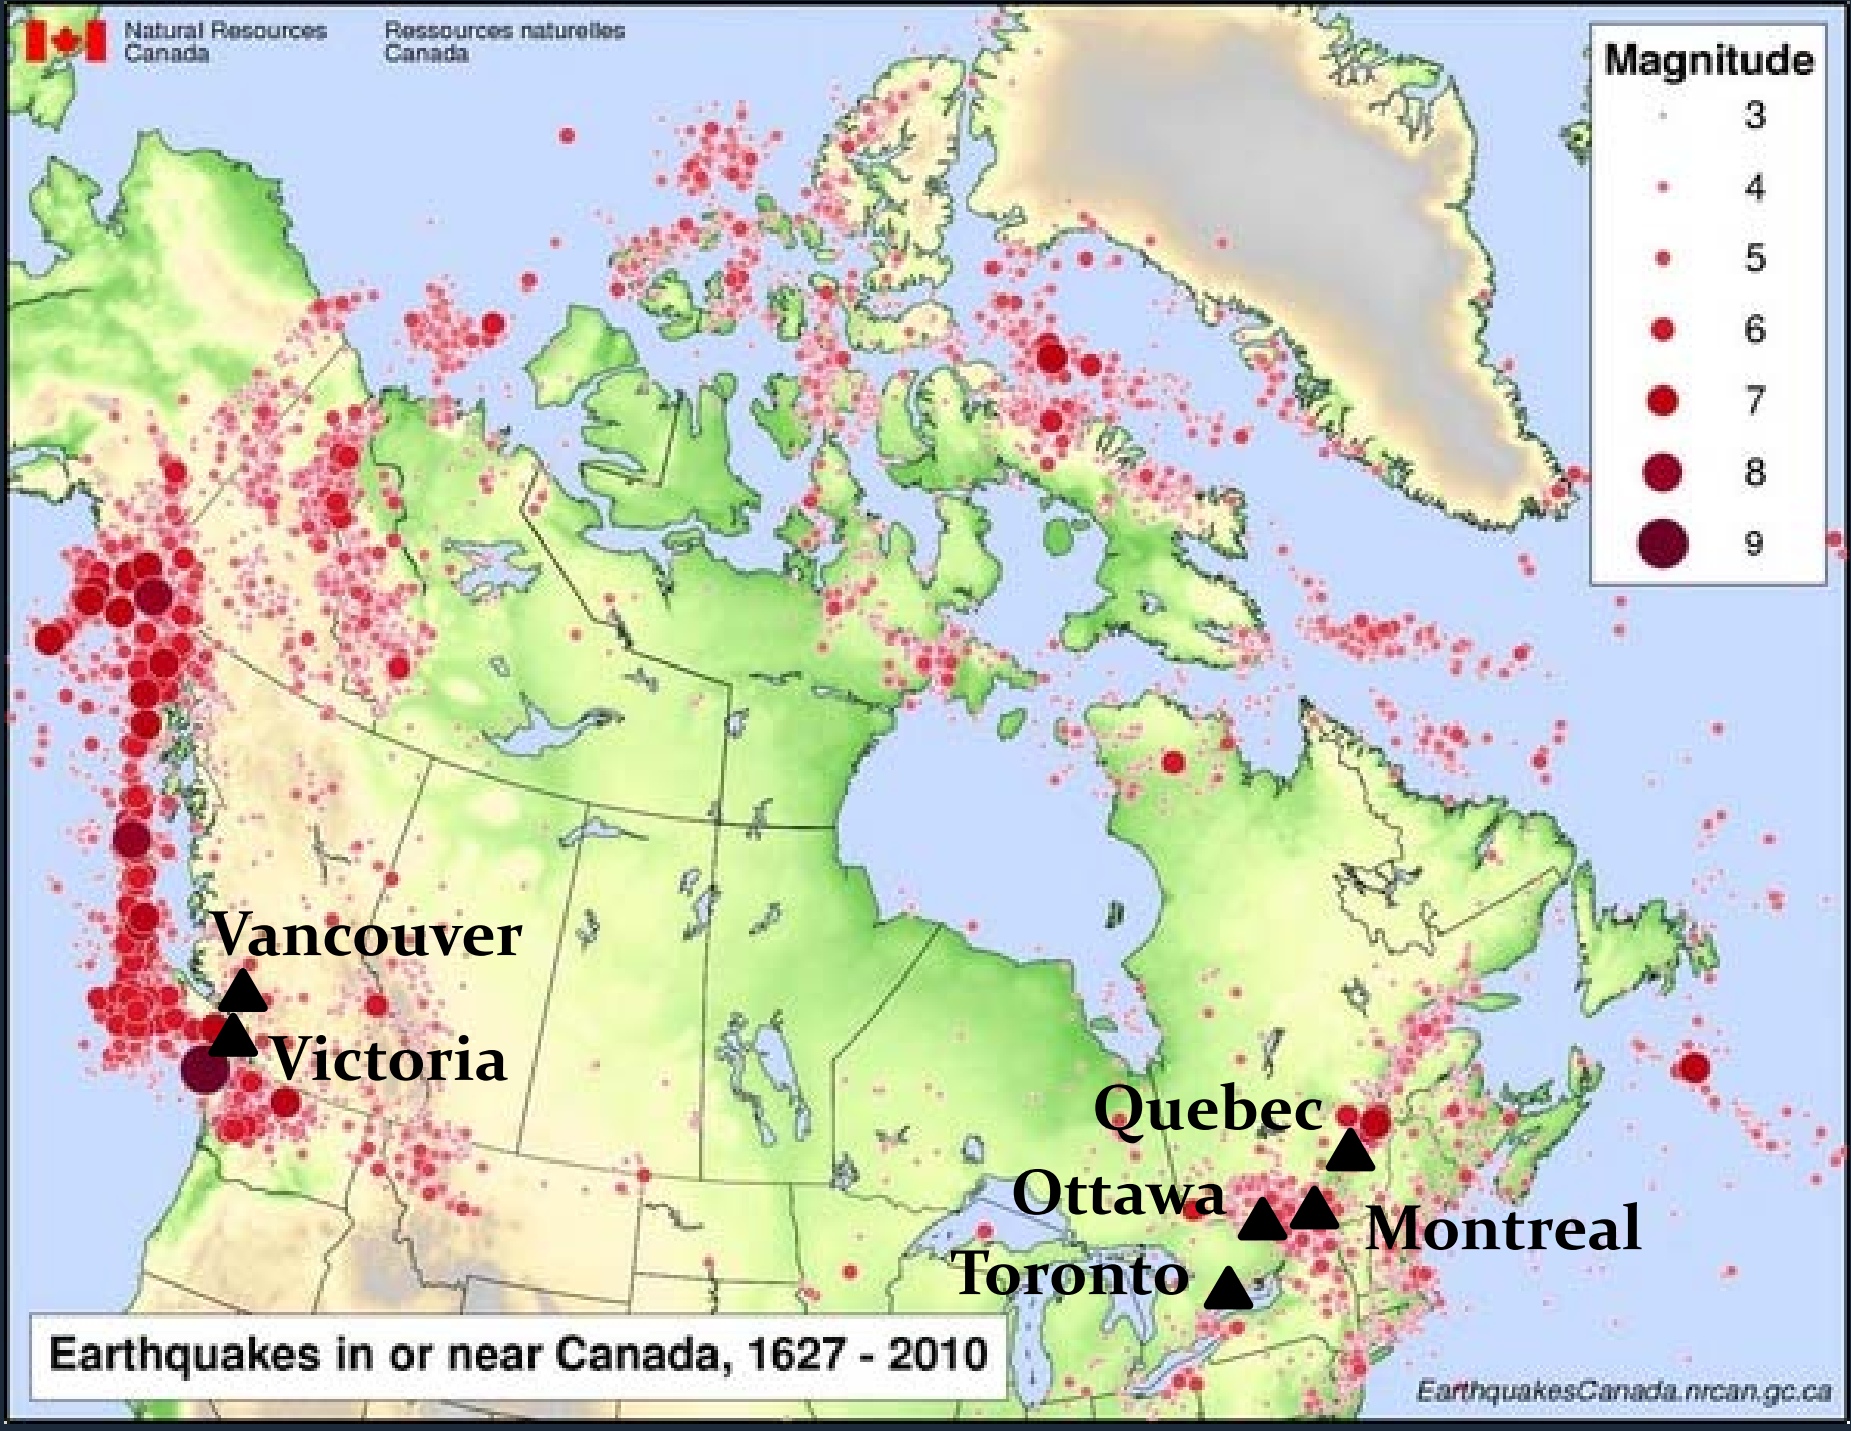 Natural Resources
Canada
Ressources naturelles
Canada
Magnitude
3
4
5
6
7
8
9
Vancouver
Victoria
Quebec
Ottawa
Montreal
Toronto
Earthquakes in or near Canada, 1627 - 2010
EarthquakesCanada.nrcan.gc.ca